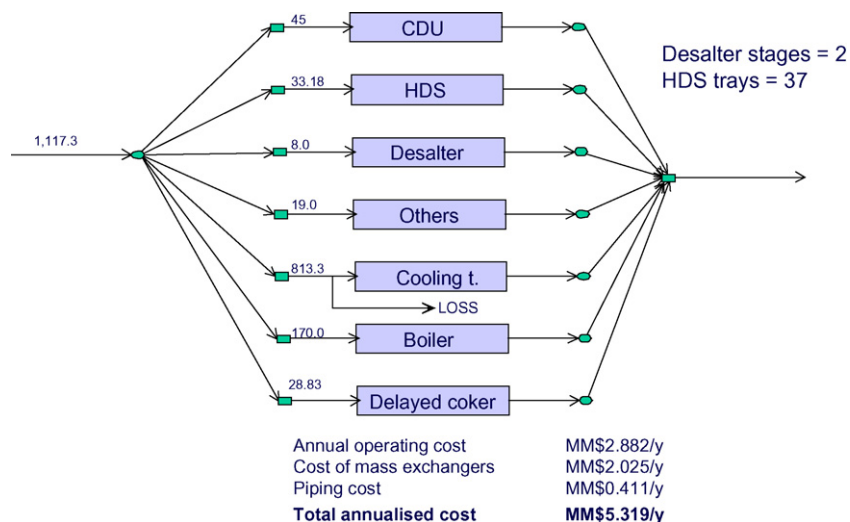 45
CDU
Desalter stages = 2
33.18
HDS
HDS trays = 37
1,117.3
8.0
Desalter
19.0
Others
813.3
Cooling t.
LOSS
170.0
Boiler
28.83
Delayed coker
Annual operating cost MM$2.882/y
Cost of mass exchangers MM$2.025/y
Piping cost MM$0.411/y
Total annualised cost MM$5.319/y